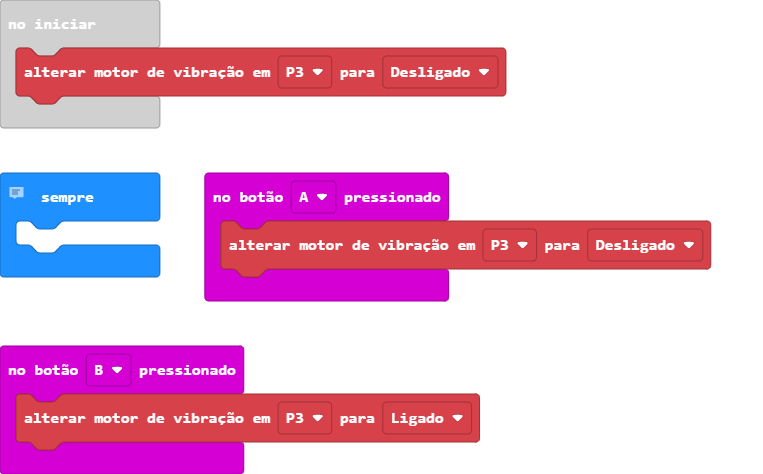 no iniciar
alterar motor de vibração em P3 para Desligado
sempre
no botão A pressionado
alterar motor de vibração em P3 para Desligado
no botão B pressionado
alterar motor de vibração em P3 para Ligado